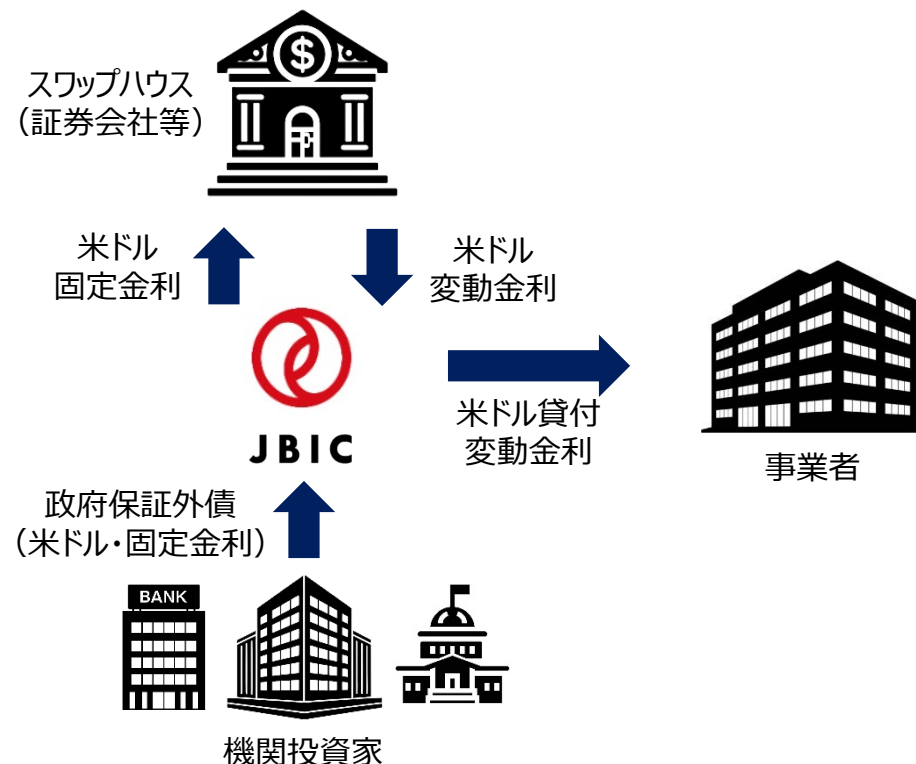 スワップハウス
（証券会社等）
米ドル
固定金利
米ドル
変動金利
JBIC
米ドル貸付
変動金利
事業者
政府保証外債
（米ドル・固定金利）
BANK
機関投資家